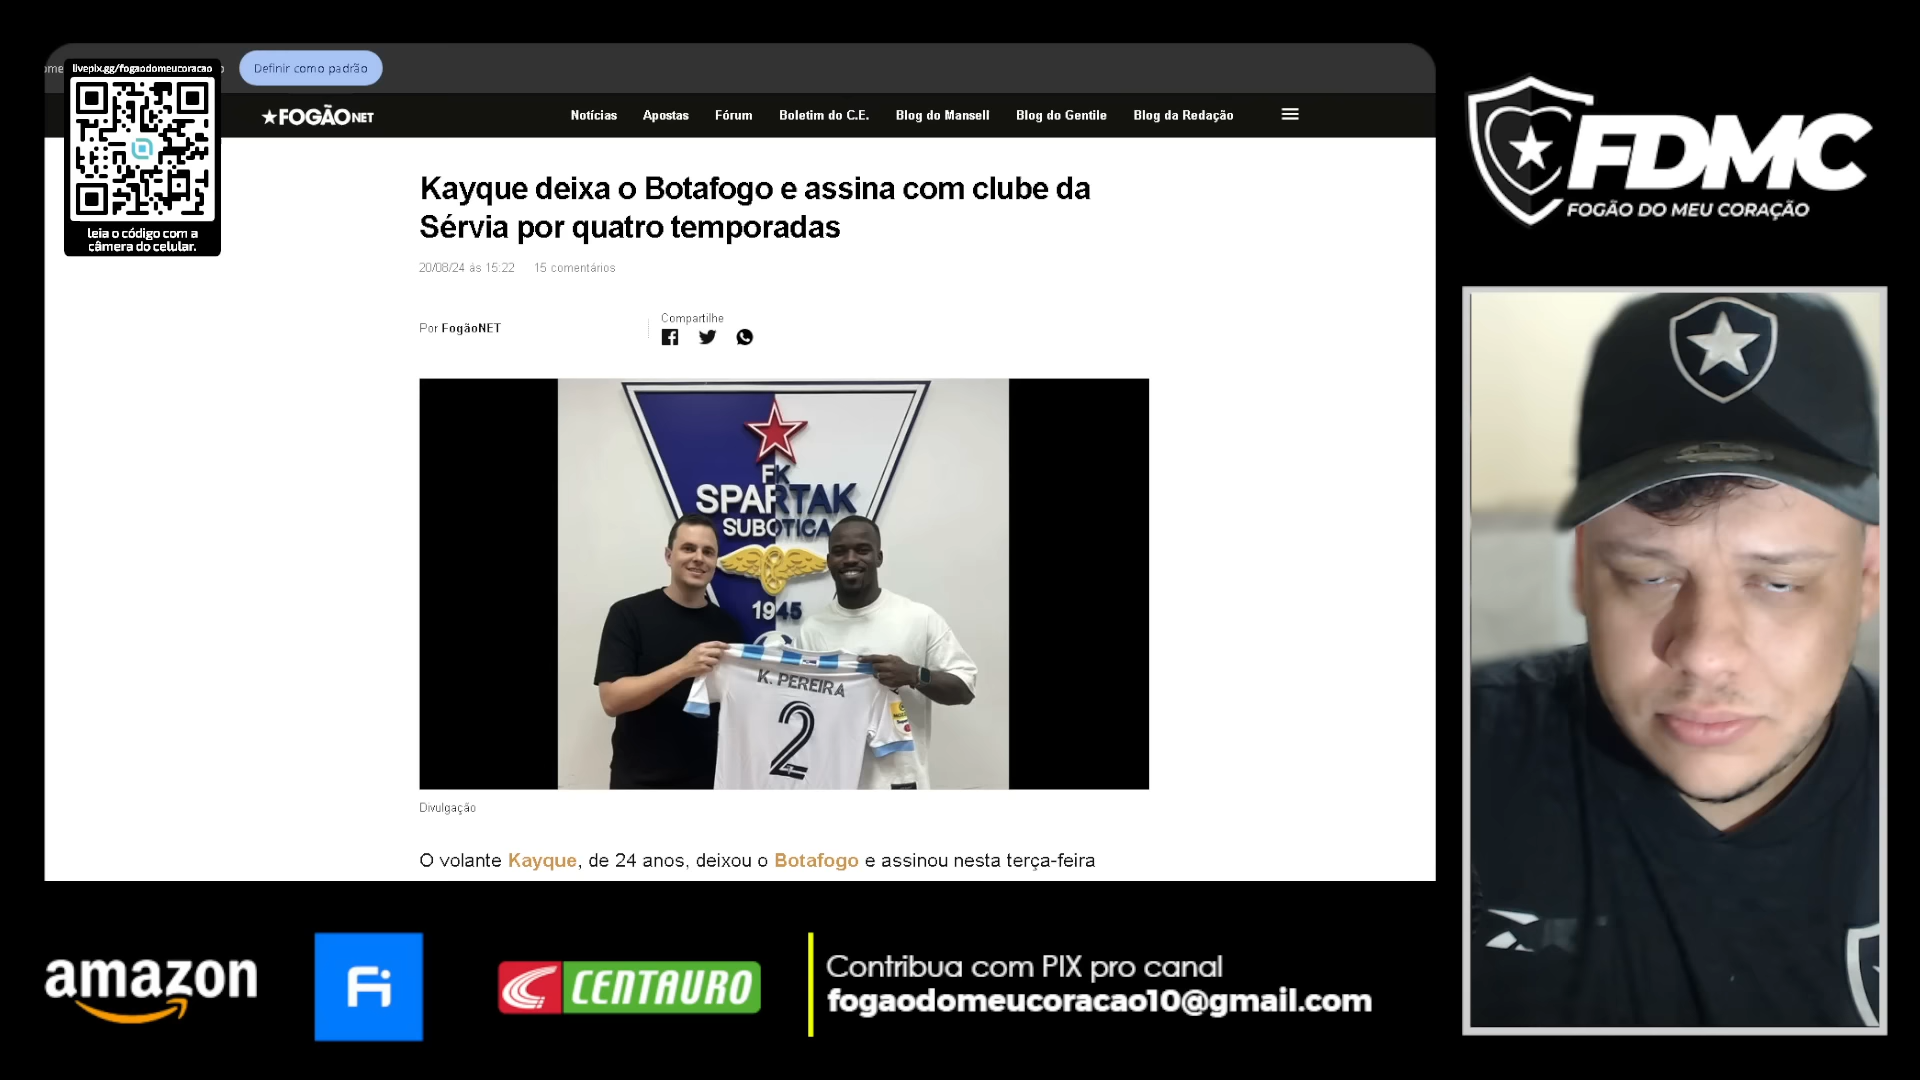 livepix.gg/fogaodomeucoracao
leia o código com a
câmera do celular.
Definir como padrão
FOGÃONET
Notícias Apostas Fórum Boletim do C.E. Blog do Mansell Blog do Gentile Blog da Redação
Kayque deixa o Botafogo e assina com clube da
Sérvia por quatro temporadas
20/08/24 às 15:22 15 comentários
Por FogãoNET
Compartilhe
FK
SPARTAK
SUBOTICA
1945
K. PEREIRA
2
Divulgação
O volante Kayque, de 24 anos, deixou o Botafogo e assinou nesta terça-feira
FDMC
FOGÃO DO MEU CORAÇÃO
amazon
Fi
CENTAURO
Contribua com PIX pro canal
fogaodomeucoracao10@gmail.com